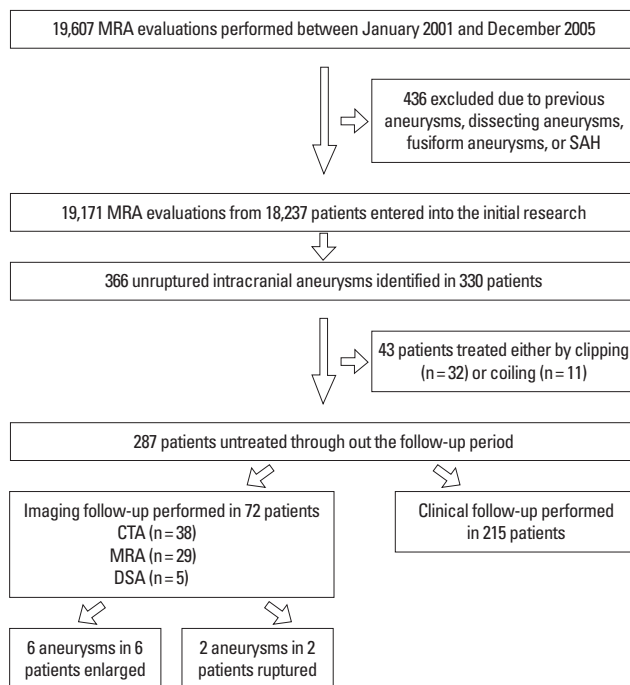 19,607 MRA evaluations performed between January 2001 and December 2005
436 excluded due to previous
aneurysms, dissecting aneurysms,
fusiform aneurysms, or SAH
19,171 MRA evaluations from 18,237 patients entered into the initial research
366 unruptured intracranial aneurysms identified in 330 patients
43 patients treated either by clipping
(n=32) or coiling (n=11)
287 patients untreated through out the follow-up period
Imaging follow-up performed in 72 patients
CTA (n=38)
MRA (n=29)
DSA (n=5)
Clinical follow-up performed
in 215 patients
6 aneurysms in 6
patients enlarged
2 aneurysms in 2
patients ruptured